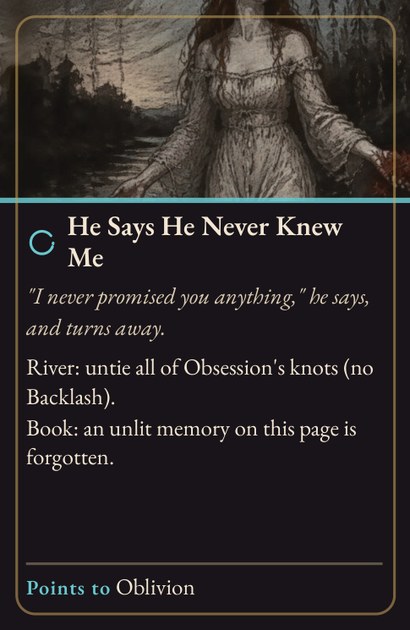 He Says He Never Knew
Me
"I never promised you anything," he says,
and turns away.
River: untie all of Obsession's knots (no
Backlash).
Book: an unlit memory on this page is
forgotten.
Points to Oblivion